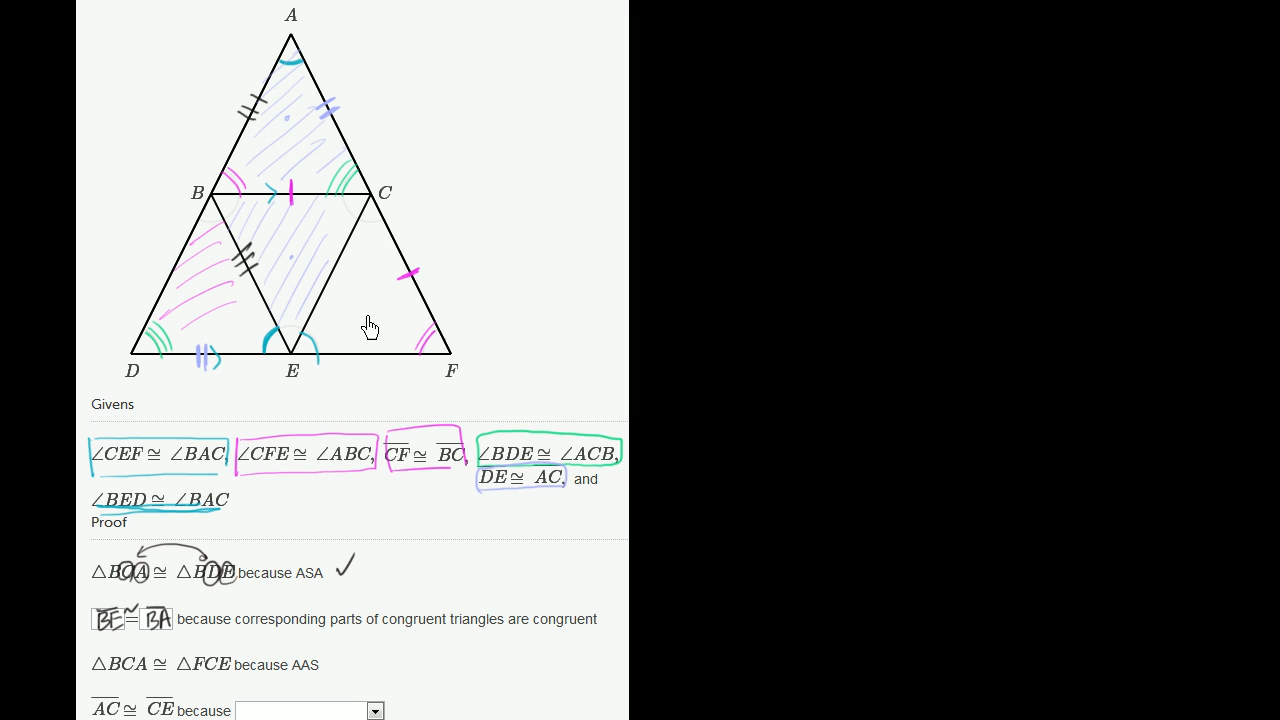 A
B
C
D
E
F
Givens
∠CEF ≅ ∠BAC, ∠CFE ≅ ∠ABC, CF ≅ BC, ∠BDE ≅ ∠ACB,
DE ≅ AC, and
∠BED ≅ ∠BAC
Proof
△BCA ≅ △BDE because ASA
BE ≅ BA because corresponding parts of congruent triangles are congruent
△BCA ≅ △FCE because AAS
AC ≅ CE because